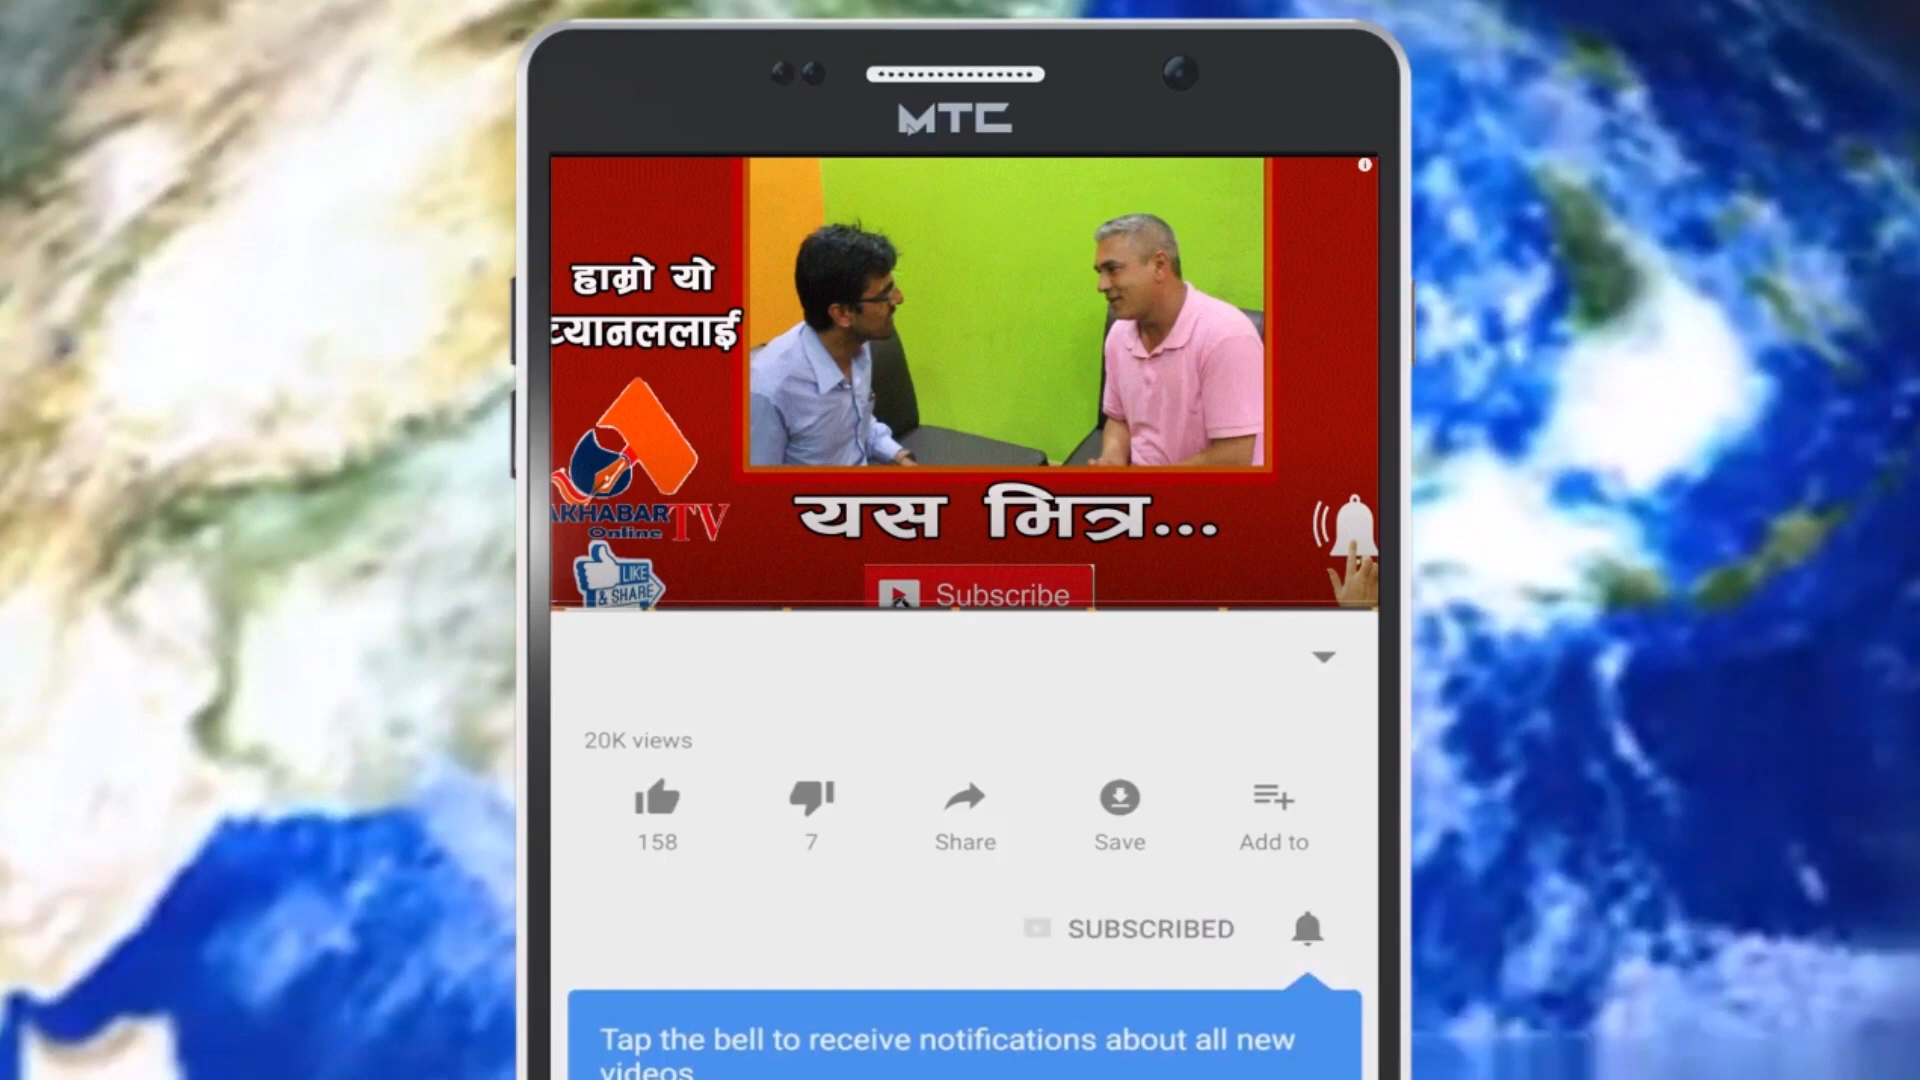 MTC
हाम्रो यो
च्यानललाई
AKHABAR TV
Online
LIKE
& SHARE
यस भित्र...
Subscribe
20K views
158
7
Share
Save
Add to
SUBSCRIBED
Tap the bell to receive notifications about all new
videos